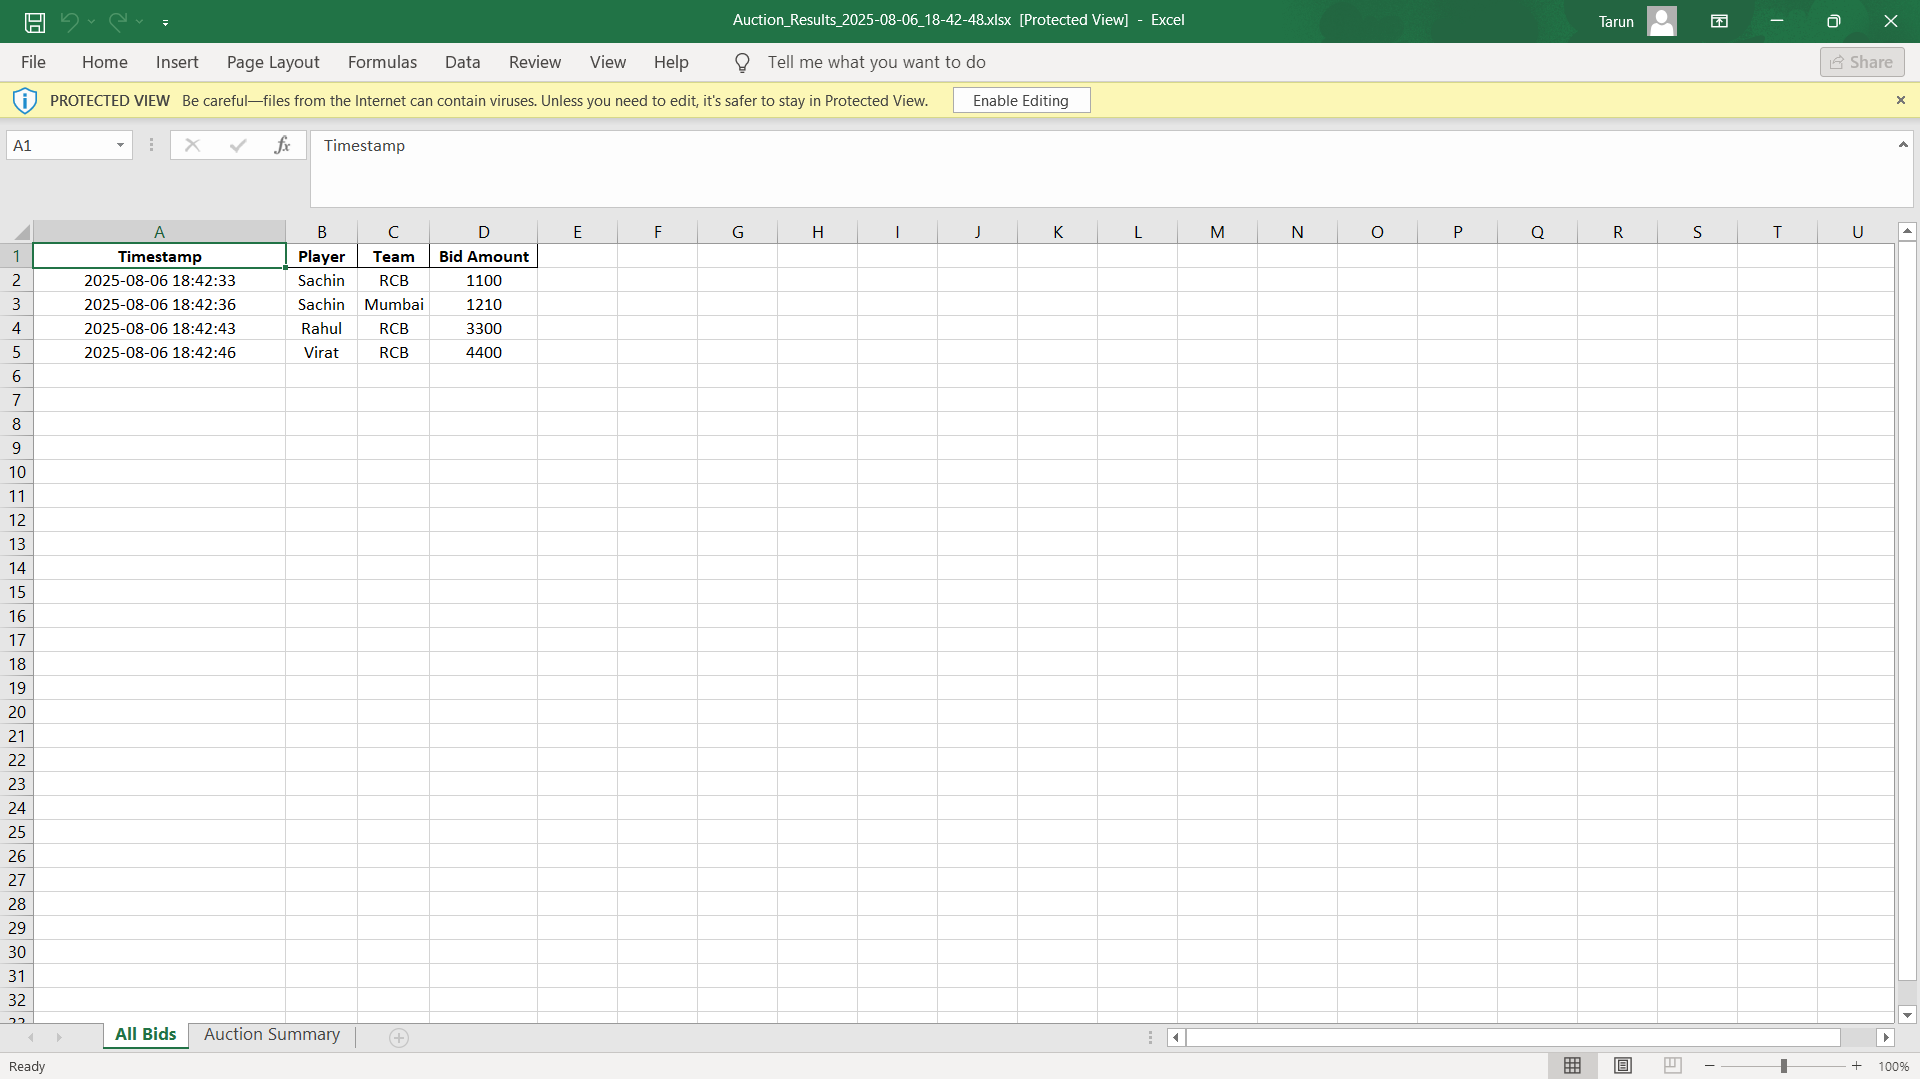 Auction_Results_2025-08-06_18-42-48.xlsx [Protected View] - Excel
Tarun
File Home Insert Page Layout Formulas Data Review View Help Tell me what you want to do Share
PROTECTED VIEW Be careful—files from the Internet can contain viruses. Unless you need to edit, it's safer to stay in Protected View. Enable Editing
A1 fx Timestamp
A B C D E F G H I J K L M N O P Q R S T U
1 Timestamp Player Team Bid Amount
2 2025-08-06 18:42:33 Sachin RCB 1100
3 2025-08-06 18:42:36 Sachin Mumbai 1210
4 2025-08-06 18:42:43 Rahul RCB 3300
5 2025-08-06 18:42:46 Virat RCB 4400
6
7
8
9
10
11
12
13
14
15
16
17
18
19
20
21
22
23
24
25
26
27
28
29
30
31
32
33
All Bids Auction Summary
Ready 100%